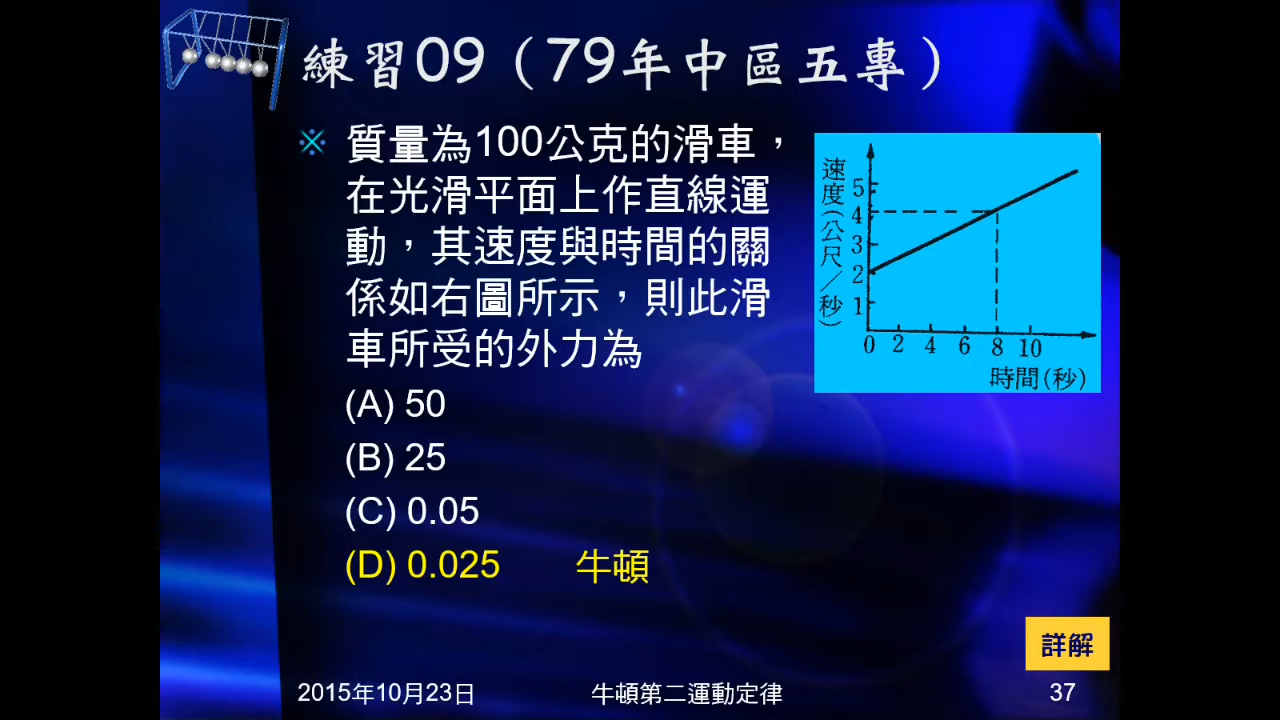 練習09（79年中區五專）
※ 質量為100公克的滑車，
在光滑平面上作直線運
動，其速度與時間的關
係如右圖所示，則此滑
車所受的外力為
(A) 50
(B) 25
(C) 0.05
(D) 0.025 牛頓
速度(公尺/秒)
5
4
3
2
1
0 2 4 6 8 10
時間(秒)
詳解
2015年10月23日 牛頓第二運動定律 37